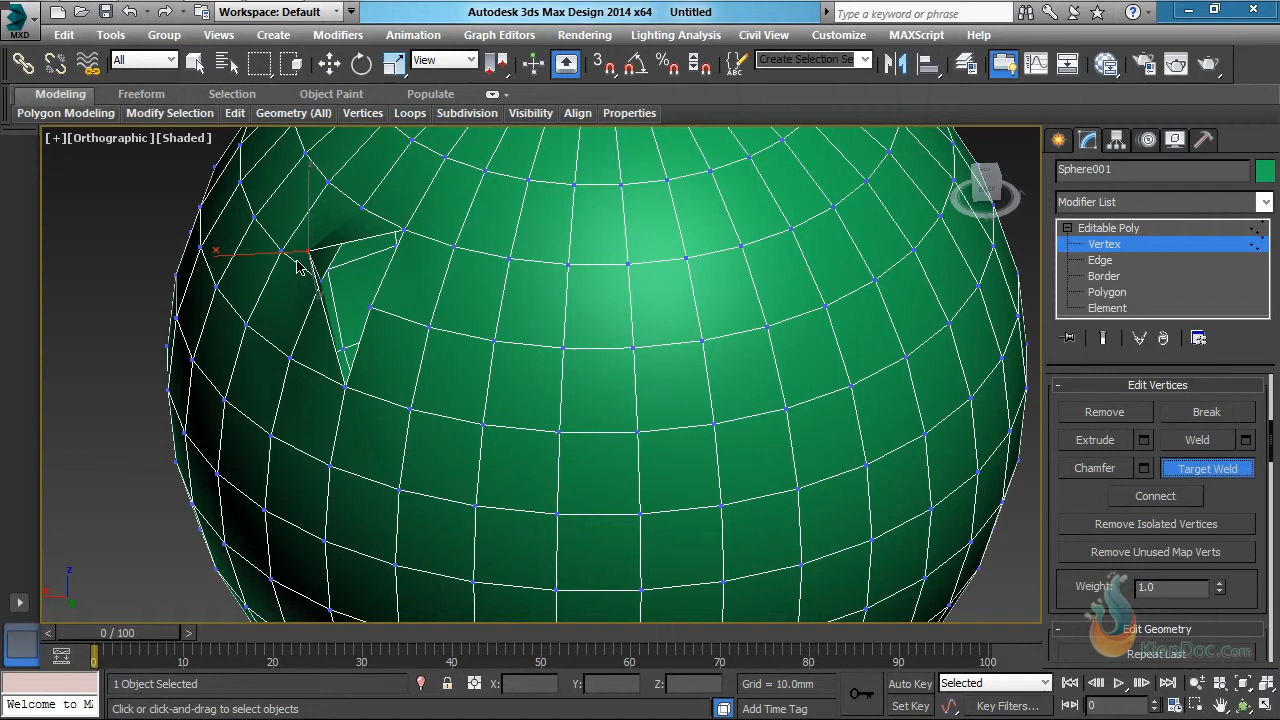 Workspace: Default
Autodesk 3ds Max Design 2014 x64 Untitled
Type a keyword or phrase
MXD
Edit Tools Group Views Create Modifiers Animation Graph Editors Rendering Lighting Analysis Civil View Customize MAXScript Help
All
View
3
Create Selection Se
Modeling Freeform Selection Object Paint Populate
Polygon Modeling Modify Selection Edit Geometry (All) Vertices Loops Subdivision Visibility Align Properties
[+][Orthographic][Shaded]
x
z
Sphere001
Modifier List
Editable Poly
Vertex
Edge
Border
Polygon
Element
- Edit Vertices
Remove Break
Extrude Weld
Chamfer Target Weld
Connect
Remove Isolated Vertices
Remove Unused Map Verts
Weight: 1.0
- Edit Geometry
Repeat Last
KienDoc.Com
< 0 / 100 >
0 10 20 30 40 50 60 70 80 90 100
1 Object Selected X: Y: Z: Grid = 10.0mm Auto Key Selected
Welcome to M
Click or click-and-drag to select objects Add Time Tag Set Key Key Filters... 0